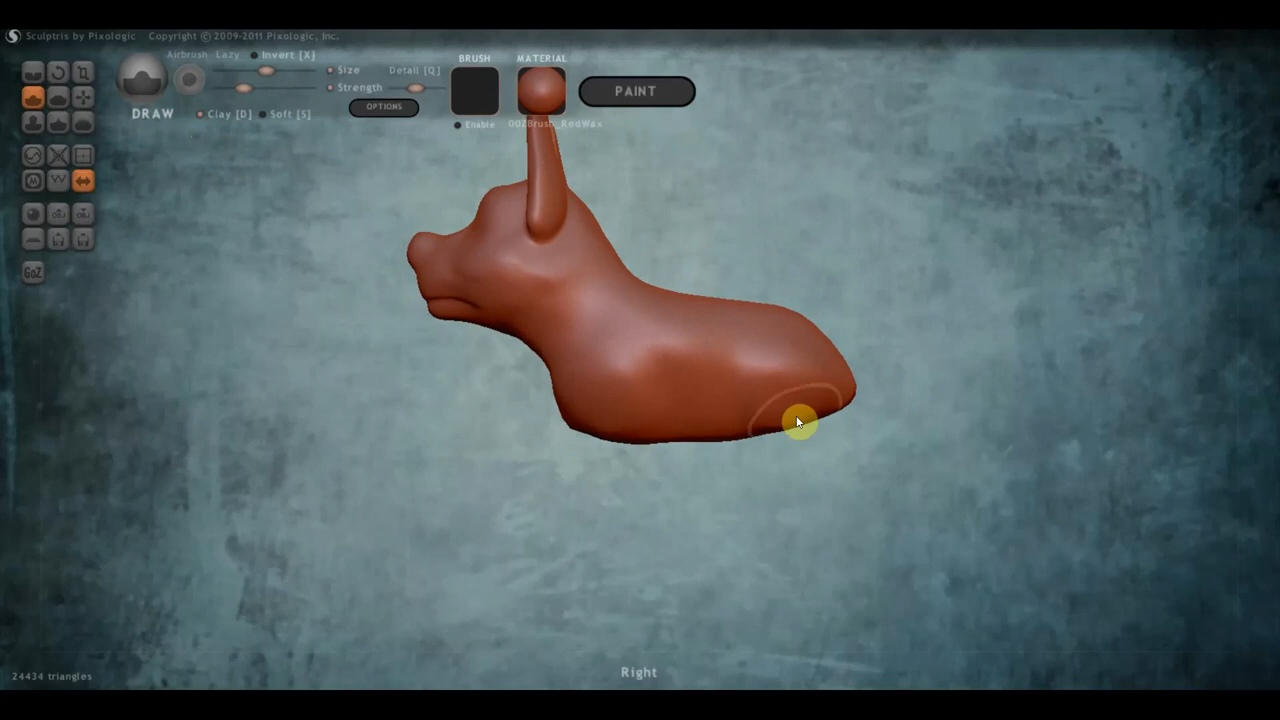 Sculptris by Pixologic Copyright © 2009-2011 Pixologic, Inc.
Airbrush Lazy Invert [X]
Size Detail [Q]
Strength
OPTIONS
DRAW Clay [D] Soft [S]
BRUSH
Enable
MATERIAL
00ZBrush_RedWax
PAINT
GoZ
Right
24434 triangles